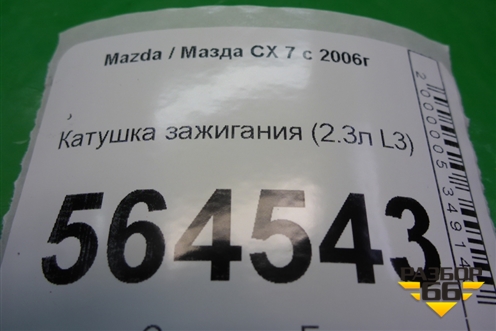 Mazda / Мазда CX 7 с 2006г
Катушка зажигания (2.3л L3)
564543
РАЗБОР
66